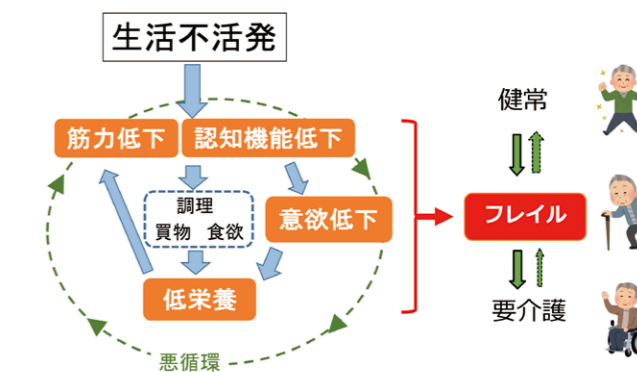 生活不活発
筋力低下
認知機能低下
調理
買物 食欲
意欲低下
低栄養
悪循環
健常
フレイル
要介護